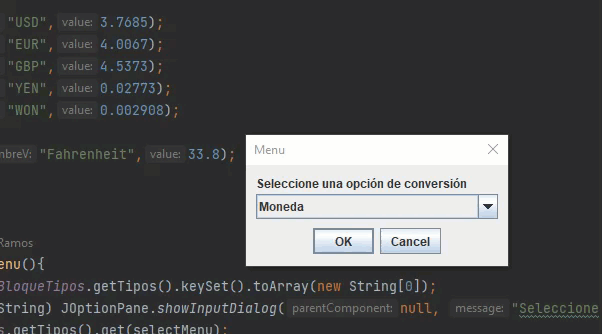 "USD", value: 3.7685);
"EUR", value: 4.0067);
"GBP", value: 4.5373);
"YEN", value: 0.02773);
"WON", value: 0.002908);
mbreV: "Fahrenheit", value: 33.8);
Menu
Seleccione una opción de conversión
Moneda
OK Cancel
Ramos
enu(){
BloqueTipos.getTipos().keySet().toArray(new String[0]);
String) JOptionPane.showInputDialog( parentComponent: null, message: "Seleccione
s.getTipos().get(selectMenu);